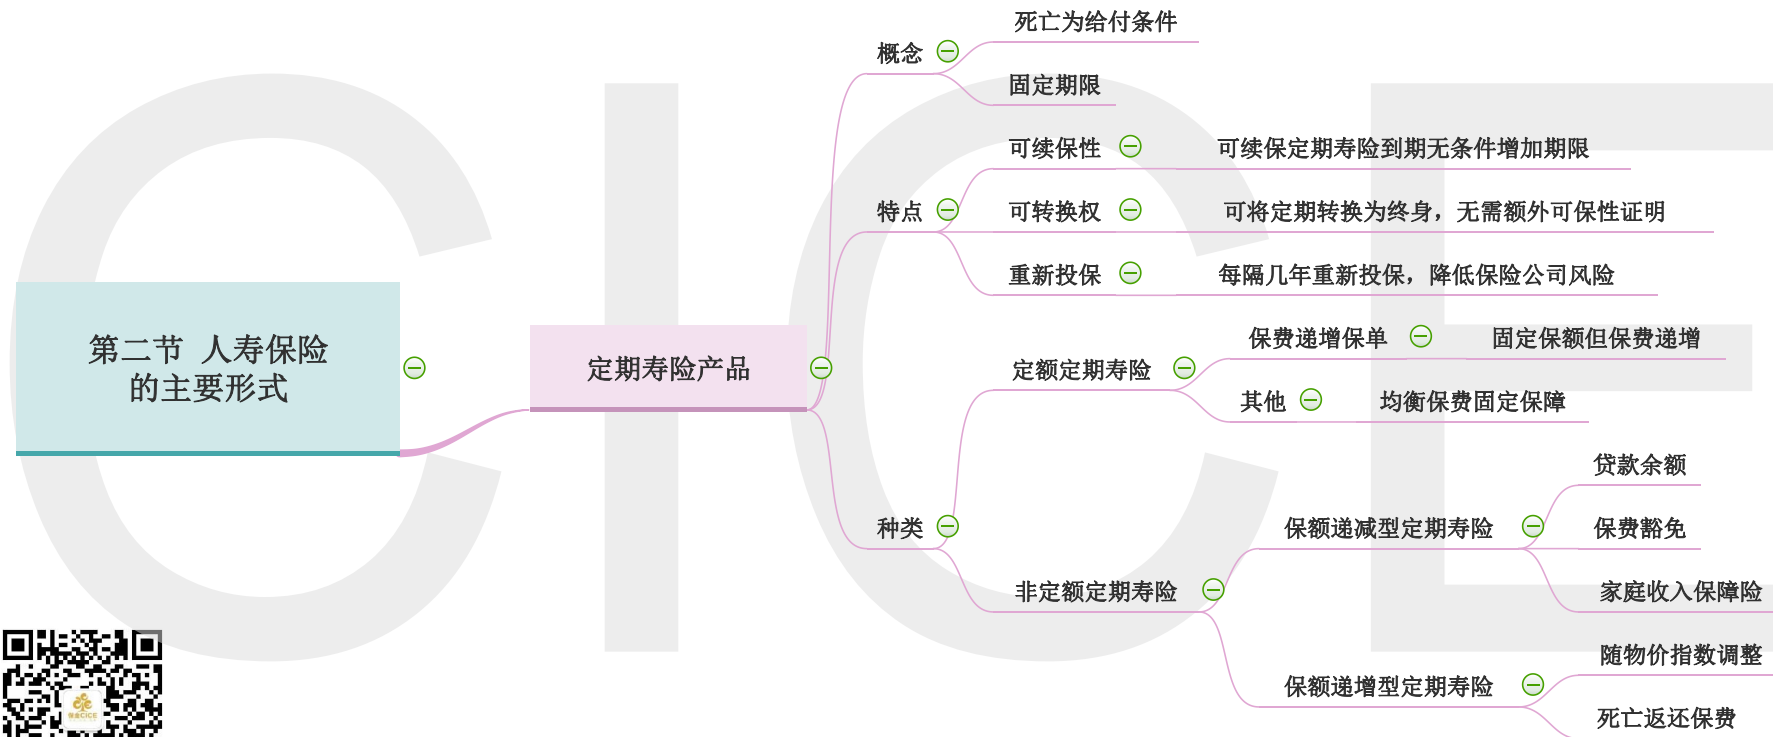 第二节 人寿保险
的主要形式
定期寿险产品
概念
死亡为给付条件
固定期限
特点
可续保性
可续保定期寿险到期无条件增加期限
可转换权
可将定期转换为终身，无需额外可保性证明
重新投保
每隔几年重新投保，降低保险公司风险
种类
定额定期寿险
保费递增保单
固定保额但保费递增
其他
均衡保费固定保障
非定额定期寿险
保额递减型定期寿险
贷款余额
保费豁免
家庭收入保障险
保额递增型定期寿险
随物价指数调整
死亡返还保费
CICE